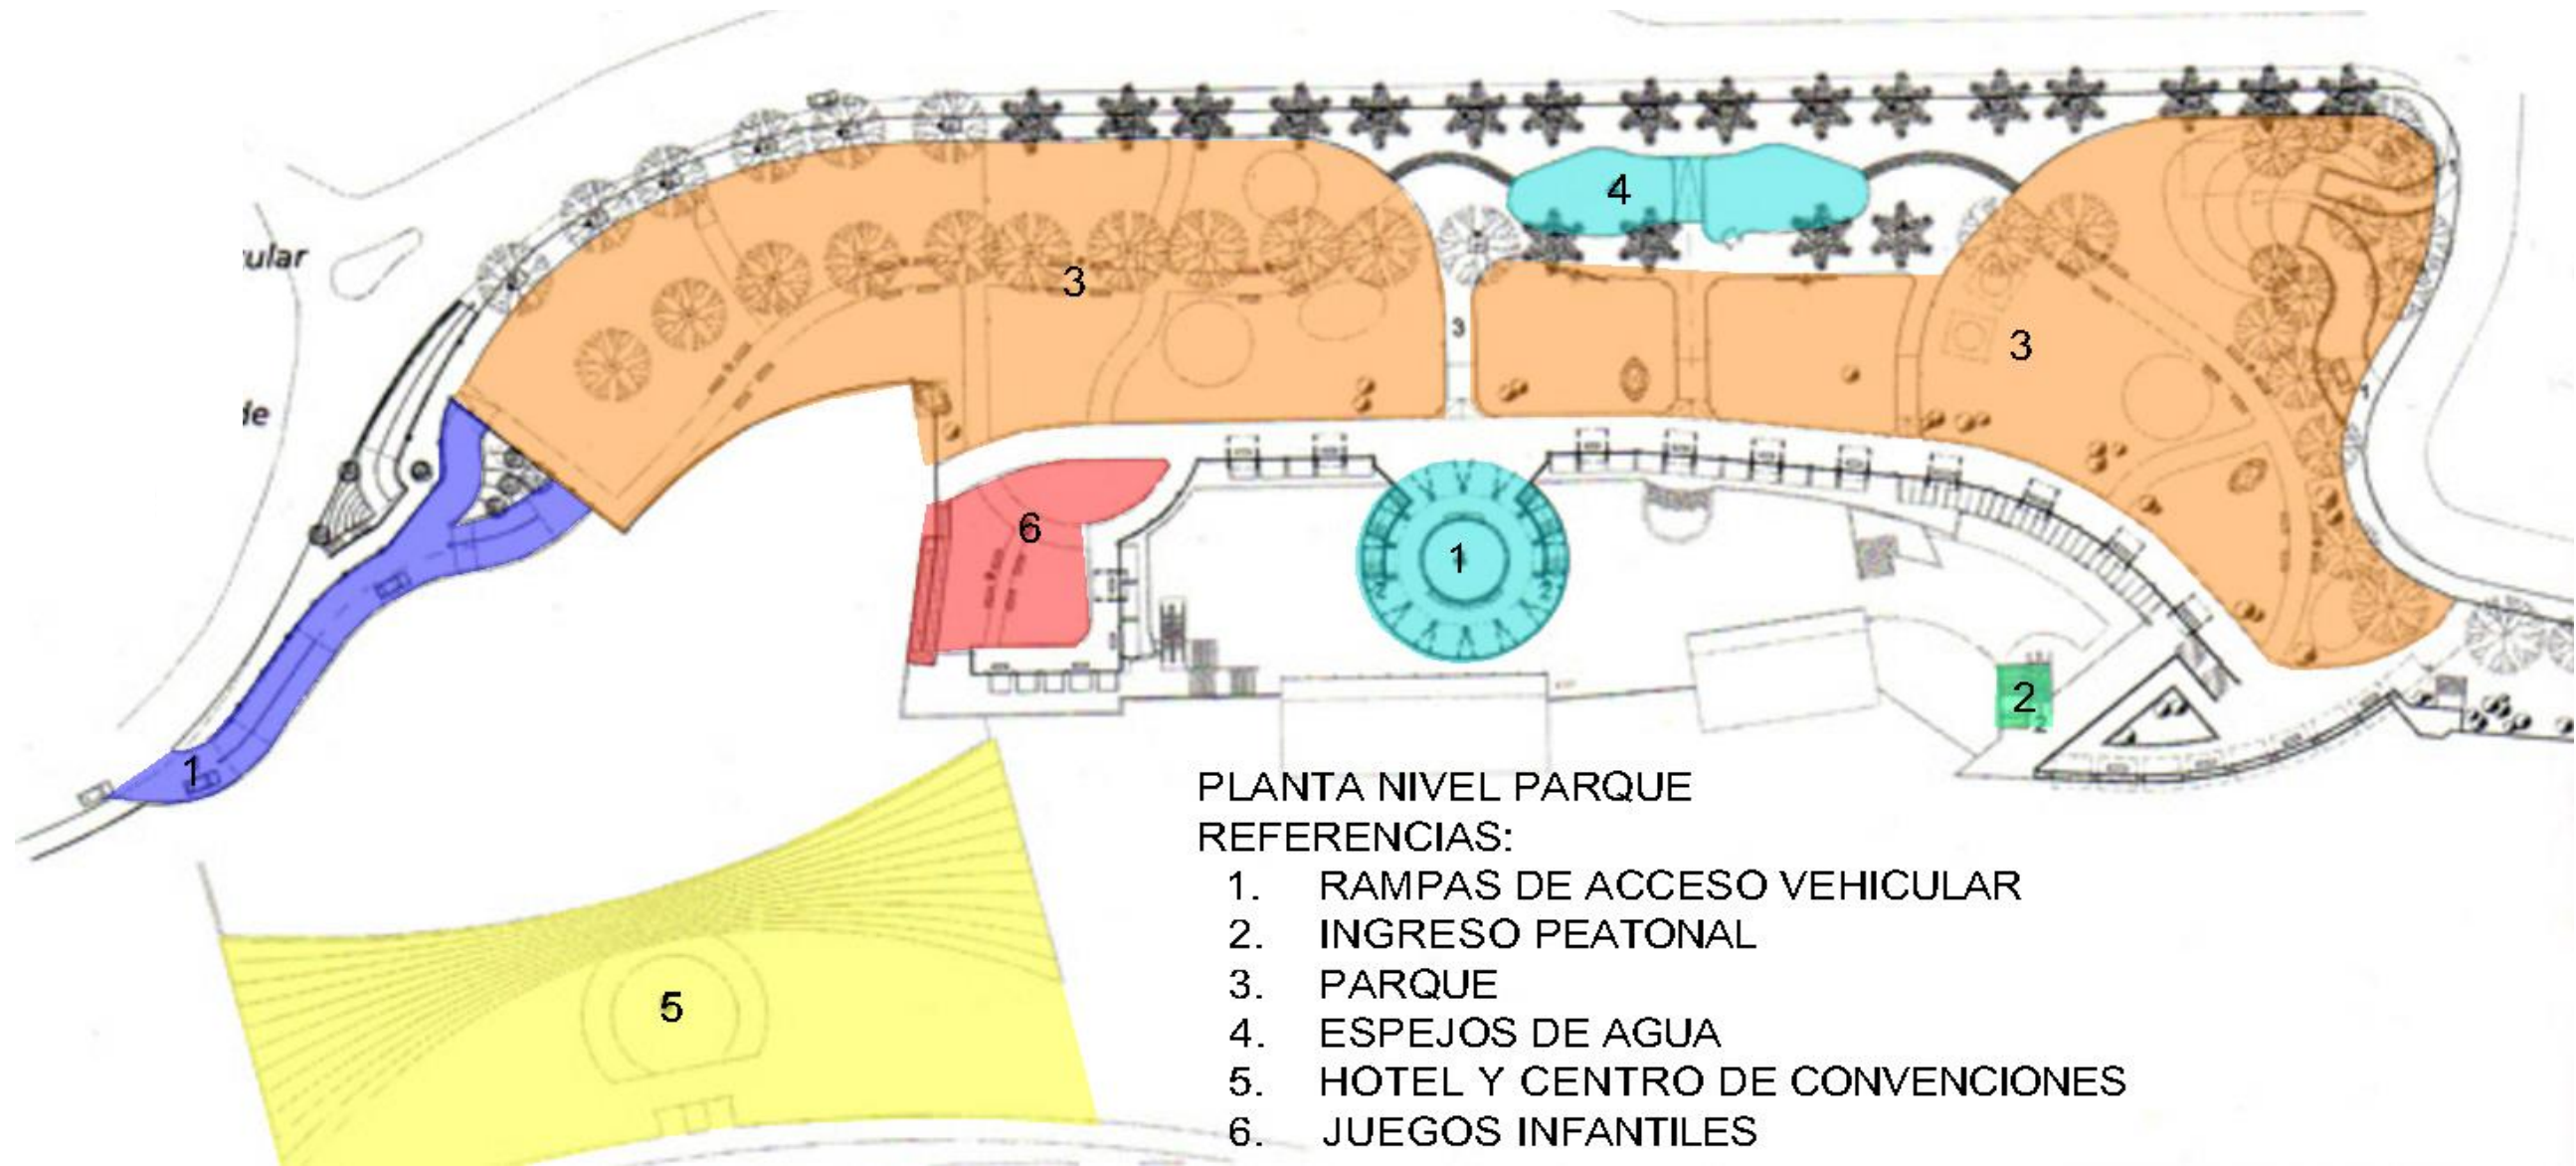 4
ular
3
3
3
de
6
1
2
1
PLANTA NIVEL PARQUE
REFERENCIAS:
1. RAMPAS DE ACCESO VEHICULAR
2. INGRESO PEATONAL
3. PARQUE
4. ESPEJOS DE AGUA
5. HOTEL Y CENTRO DE CONVENCIONES
6. JUEGOS INFANTILES
5